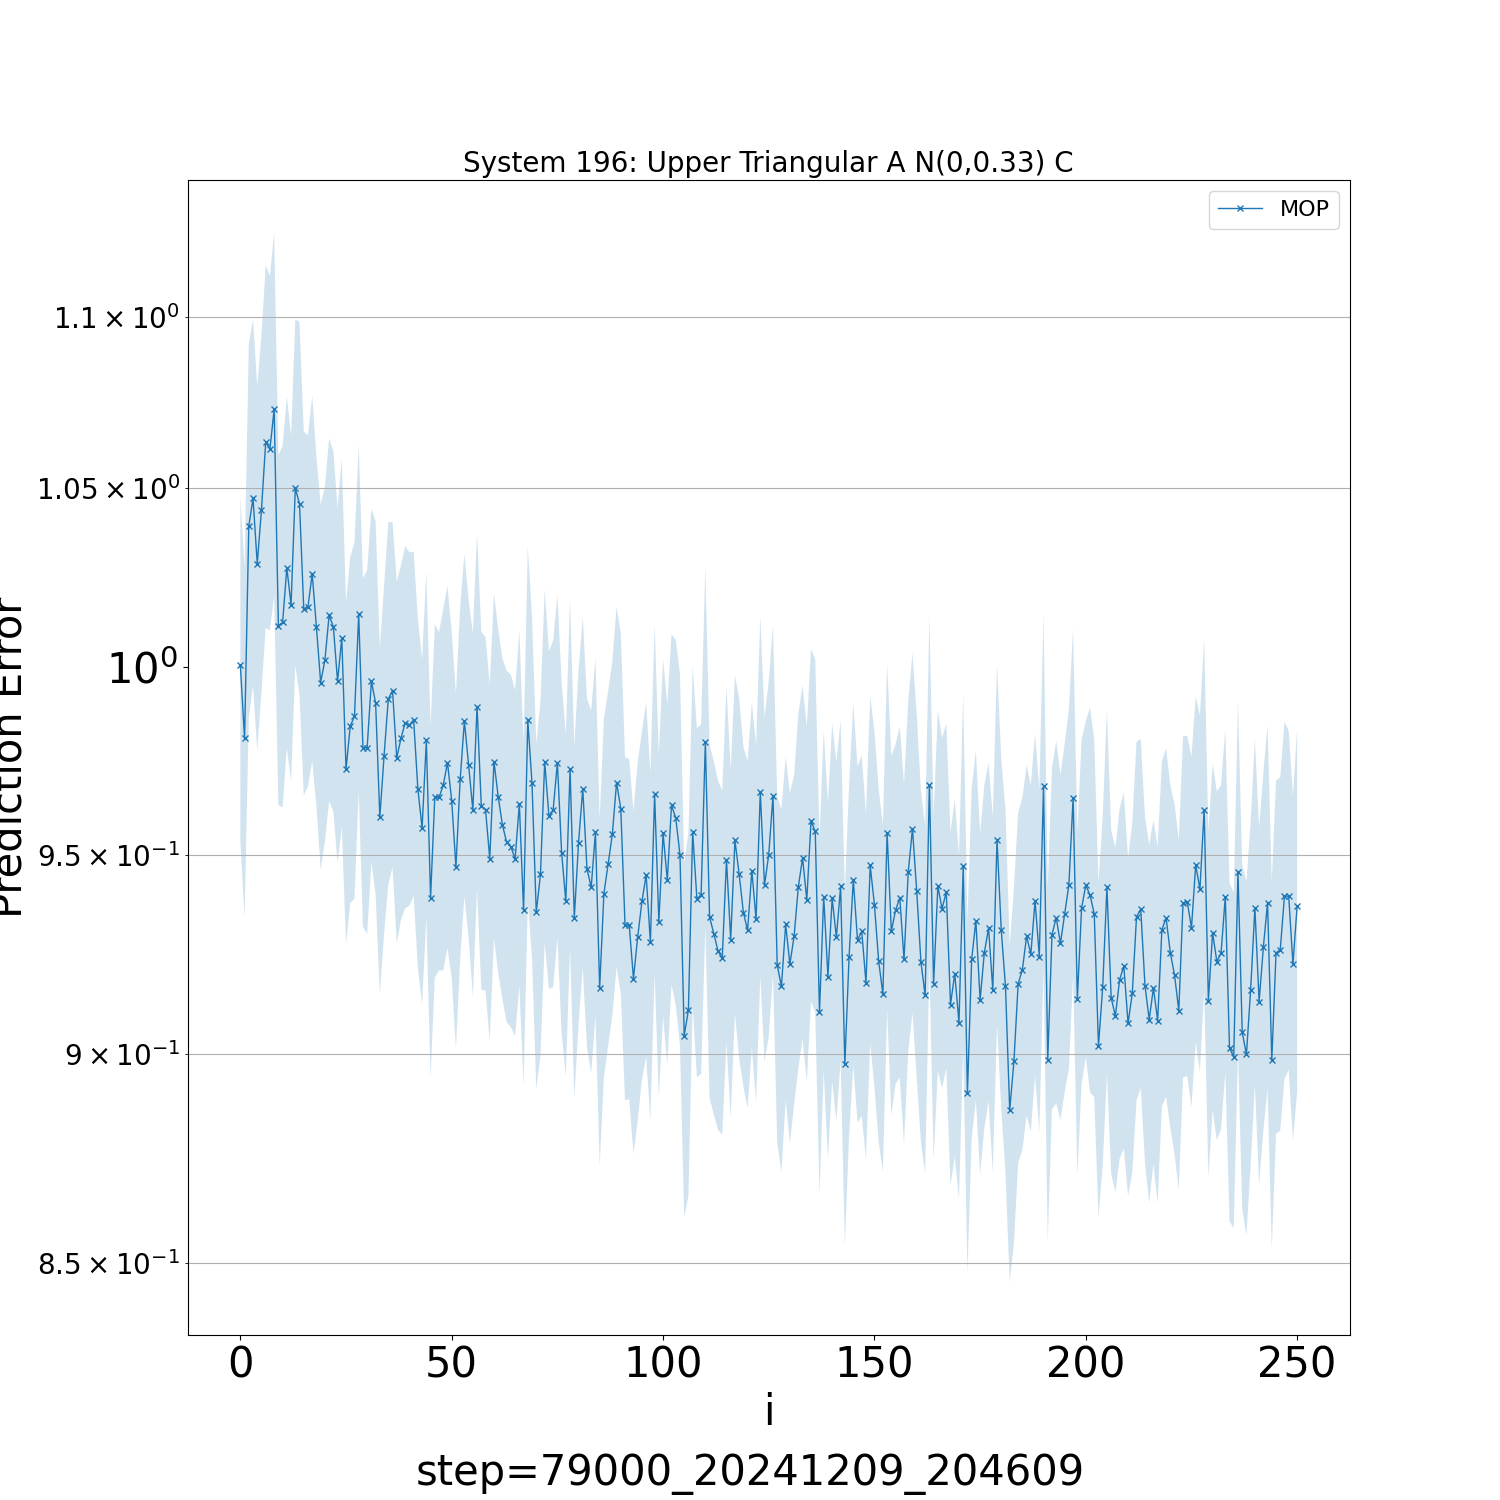 System 196: Upper Triangular A N(0,0.33) C
MOP
Prediction Error
1.1 × 10⁰
1.05 × 10⁰
10⁰
9.5 × 10⁻¹
9 × 10⁻¹
8.5 × 10⁻¹
0 50 100 150 200 250
i
step=79000_20241209_204609